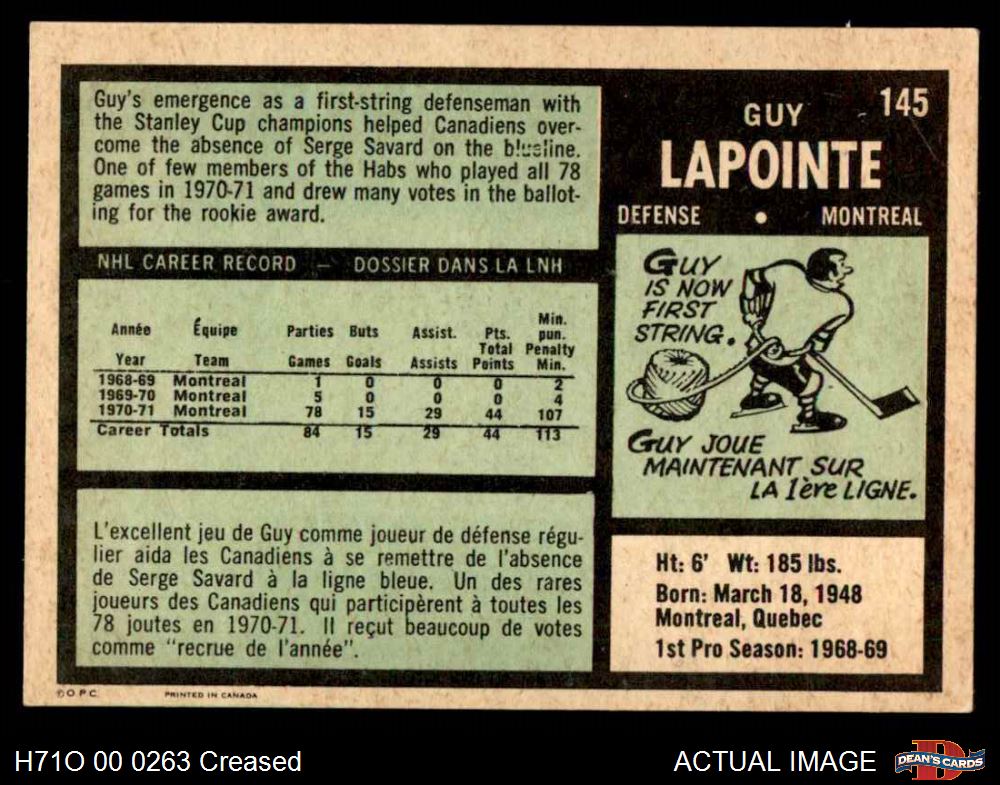 Guy's emergence as a first-string defenseman with
the Stanley Cup champions helped Canadiens over-
come the absence of Serge Savard on the blueline.
One of few members of the Habs who played all 78
games in 1970-71 and drew many votes in the ballot-
ing for the rookie award.
NHL CAREER RECORD — DOSSIER DANS LA LNH
Année Équipe Parties Buts Assist. Pts. Min. pun.
Year Team Games Goals Assists Total Points Penalty Min.
1968-69 Montreal 1 0 0 0 2
1969-70 Montreal 5 0 0 0 4
1970-71 Montreal 78 15 29 44 107
Career Totals 84 15 29 44 113
L'excellent jeu de Guy comme joueur de défense régu-
lier aida les Canadiens à se remettre de l'absence
de Serge Savard à la ligne bleue. Un des rares
joueurs des Canadiens qui participèrent à toutes les
78 joutes en 1970-71. Il reçut beaucoup de votes
comme "recrue de l'année".
©O.P.C. PRINTED IN CANADA
145
GUY
LAPOINTE
DEFENSE • MONTREAL
GUY
IS NOW
FIRST
STRING.
GUY JOUE
MAINTENANT SUR
LA 1ère LIGNE.
Ht: 6' Wt: 185 lbs.
Born: March 18, 1948
Montreal, Quebec
1st Pro Season: 1968-69
H71O 00 0263 Creased
ACTUAL IMAGE
D
DEAN'S CARDS